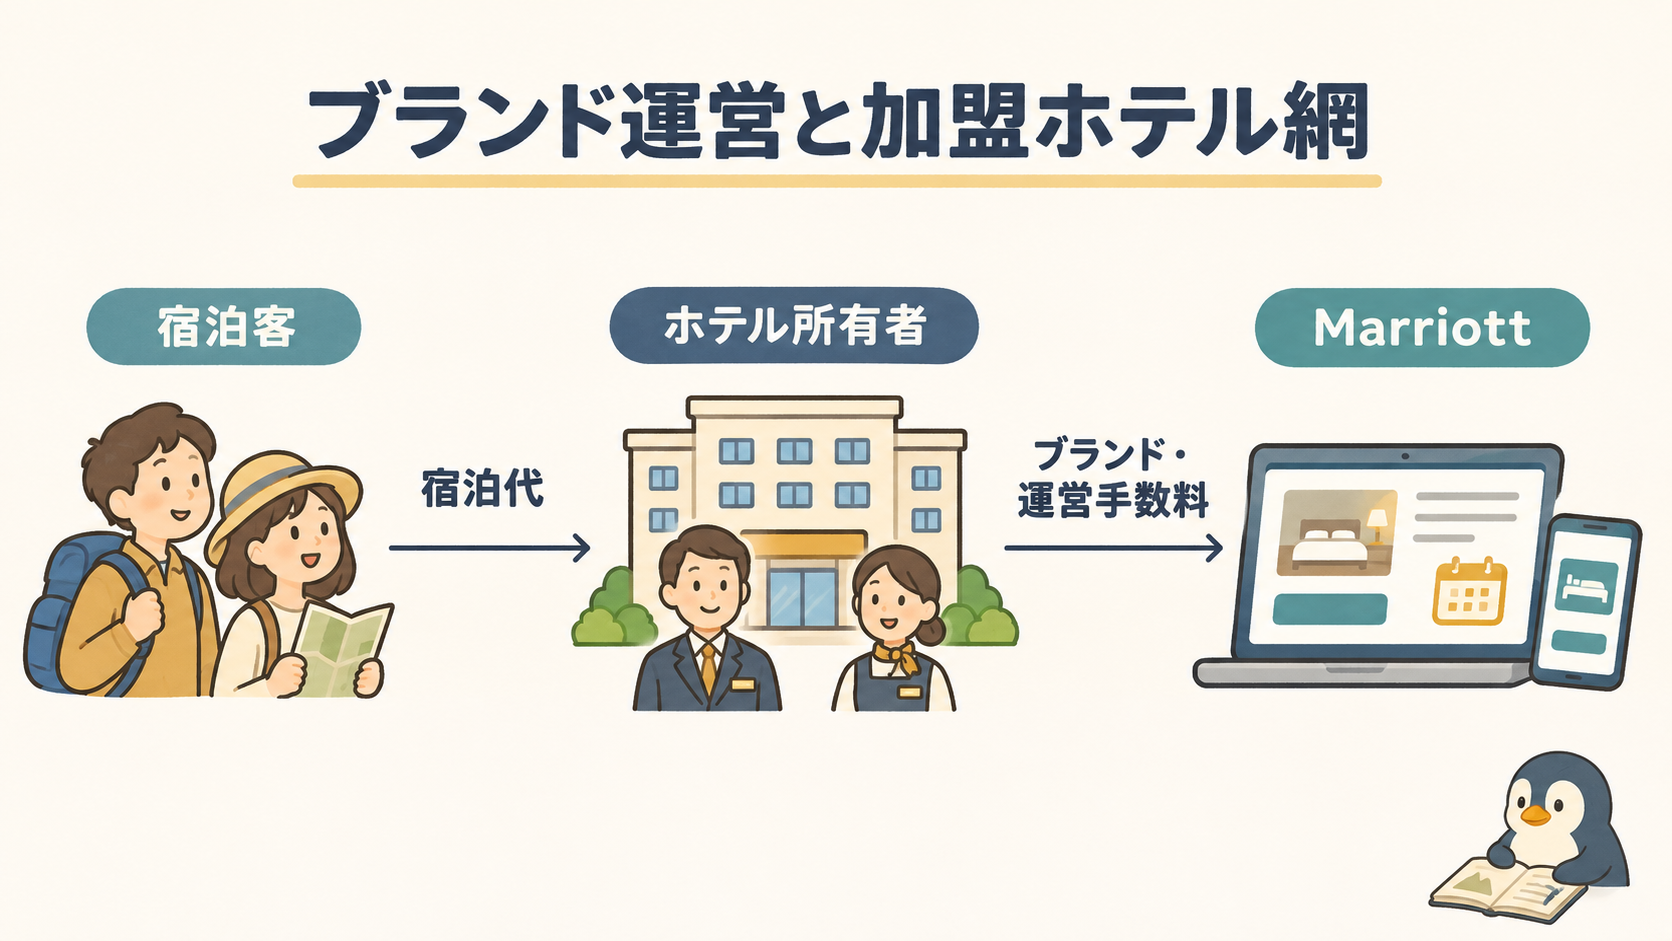 ブランド運営と加盟ホテル網
宿泊客
ホテル所有者
Marriott
宿泊代
ブランド・
運営手数料